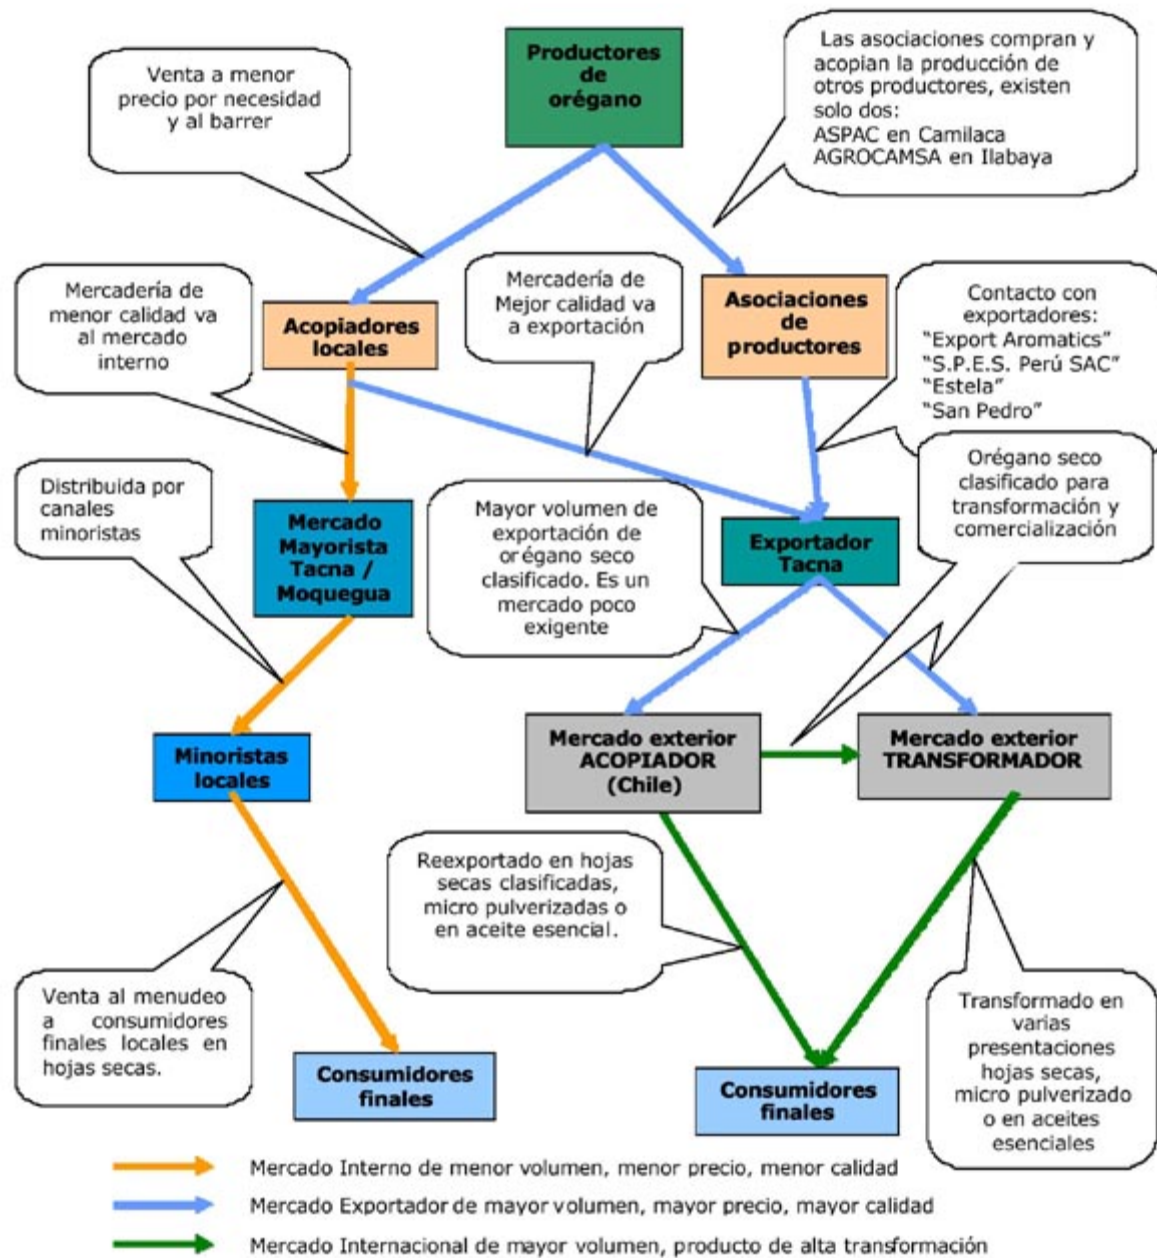 Productores
de
orégano
Venta a menor
precio por necesidad
y al barrer
Las asociaciones compran y
acopian la producción de
otros productores, existen
solo dos:
ASPAC en Camilaca
AGROCAMSA en Ilabaya
Mercadería de
menor calidad va
al mercado
interno
Acopiadores
locales
Mercadería de
Mejor calidad va
a exportación
Asociaciones
de
productores
Contacto con
exportadores:
“Export Aromatics”
“S.P.E.S. Perú SAC”
“Estela”
“San Pedro”
Distribuida por
canales
minoristas
Mercado
Mayorista
Tacna /
Moquegua
Mayor volumen de
exportación de
orégano seco
clasificado. Es un
mercado poco
exigente
Exportador
Tacna
Orégano seco
clasificado para
transformación y
comercialización
Minoristas
locales
Mercado exterior
ACOPIADOR
(Chile)
Mercado exterior
TRANSFORMADOR
Reexportado en hojas
secas clasificadas,
micro pulverizadas o
en aceite esencial.
Venta al menudeo
a consumidores
finales locales en
hojas secas.
Consumidores
finales
Consumidores
finales
Transformado en
varias
presentaciones
hojas secas,
micro pulverizado
o en aceites
esenciales
Mercado Interno de menor volumen, menor precio, menor calidad
Mercado Exportador de mayor volumen, mayor precio, mayor calidad
Mercado Internacional de mayor volumen, producto de alta transformación